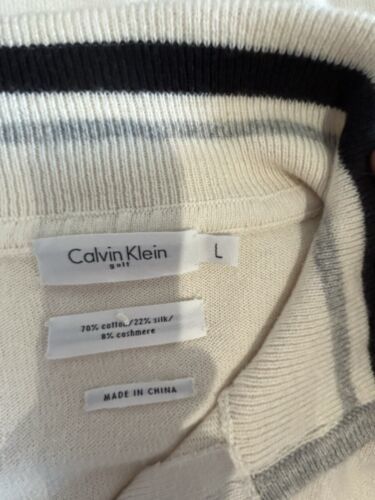 Calvin Klein L
golf
70% cotton/22% silk/
8% cashmere
MADE IN CHINA